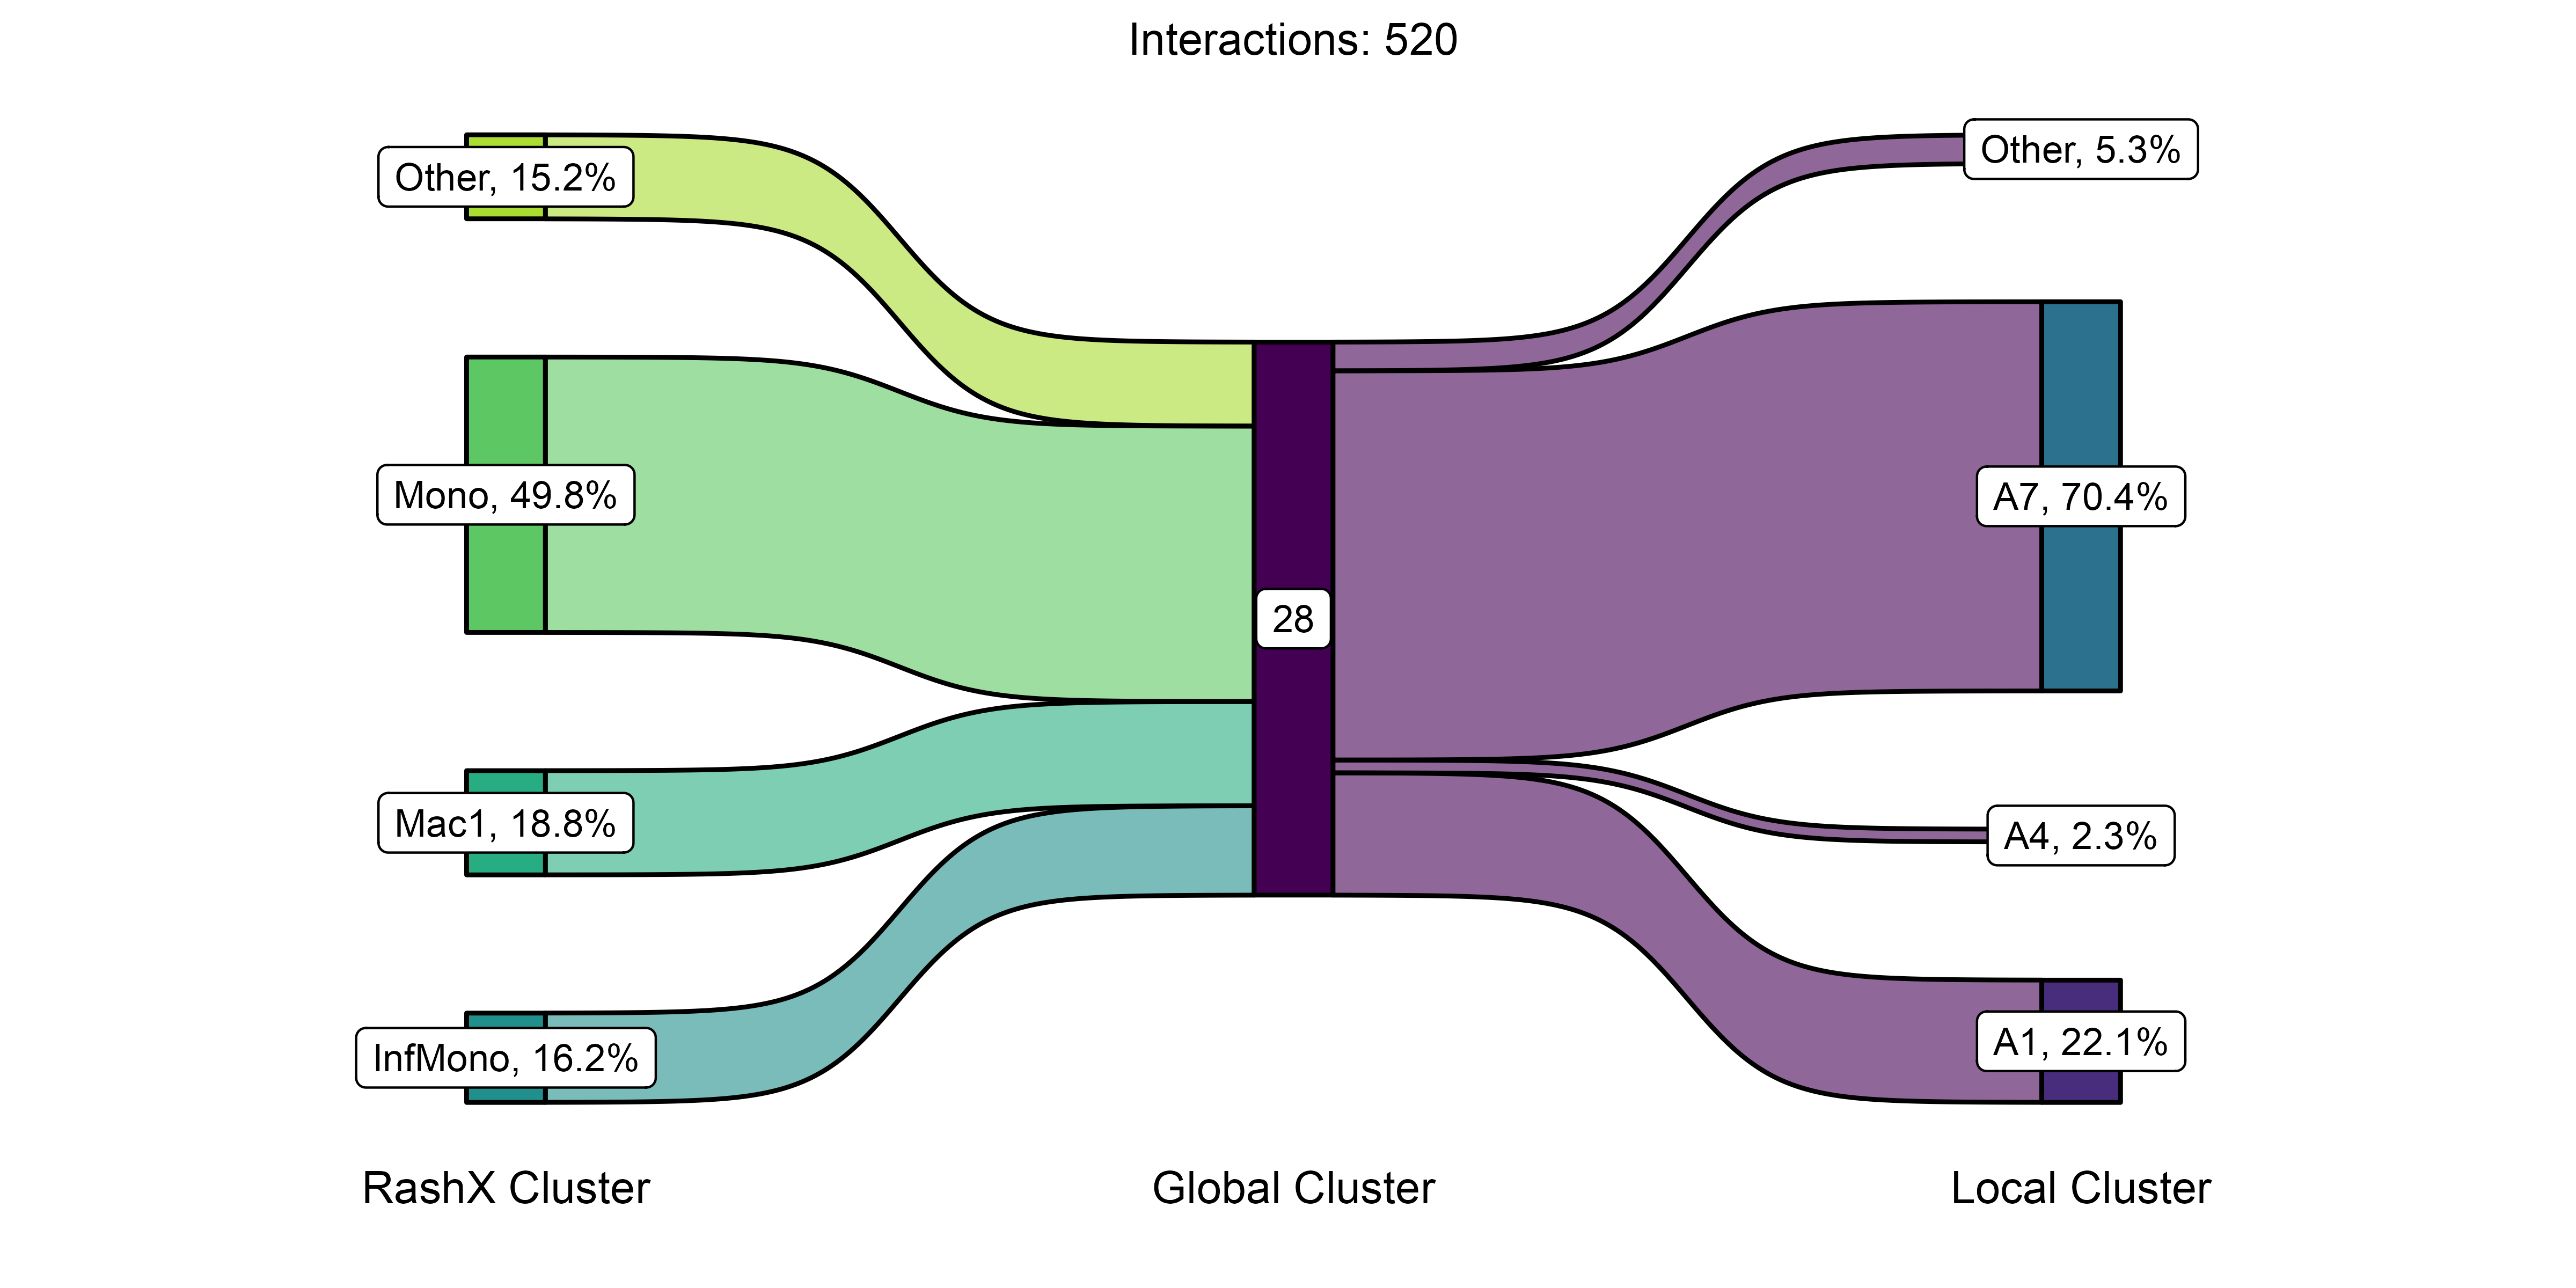 Interactions: 520
Other, 15.2%
Mono, 49.8%
Mac1, 18.8%
InfMono, 16.2%
28
Other, 5.3%
A7, 70.4%
A4, 2.3%
A1, 22.1%
RashX Cluster
Global Cluster
Local Cluster